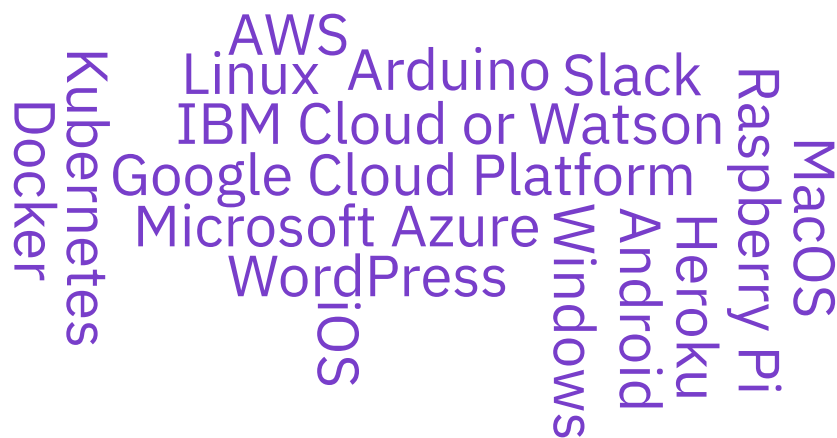 AWS
Linux
Arduino
Slack
IBM Cloud or Watson
Google Cloud Platform
Microsoft Azure
WordPress
iOS
Docker
Kubernetes
Windows
Android
Heroku
Raspberry Pi
MacOS